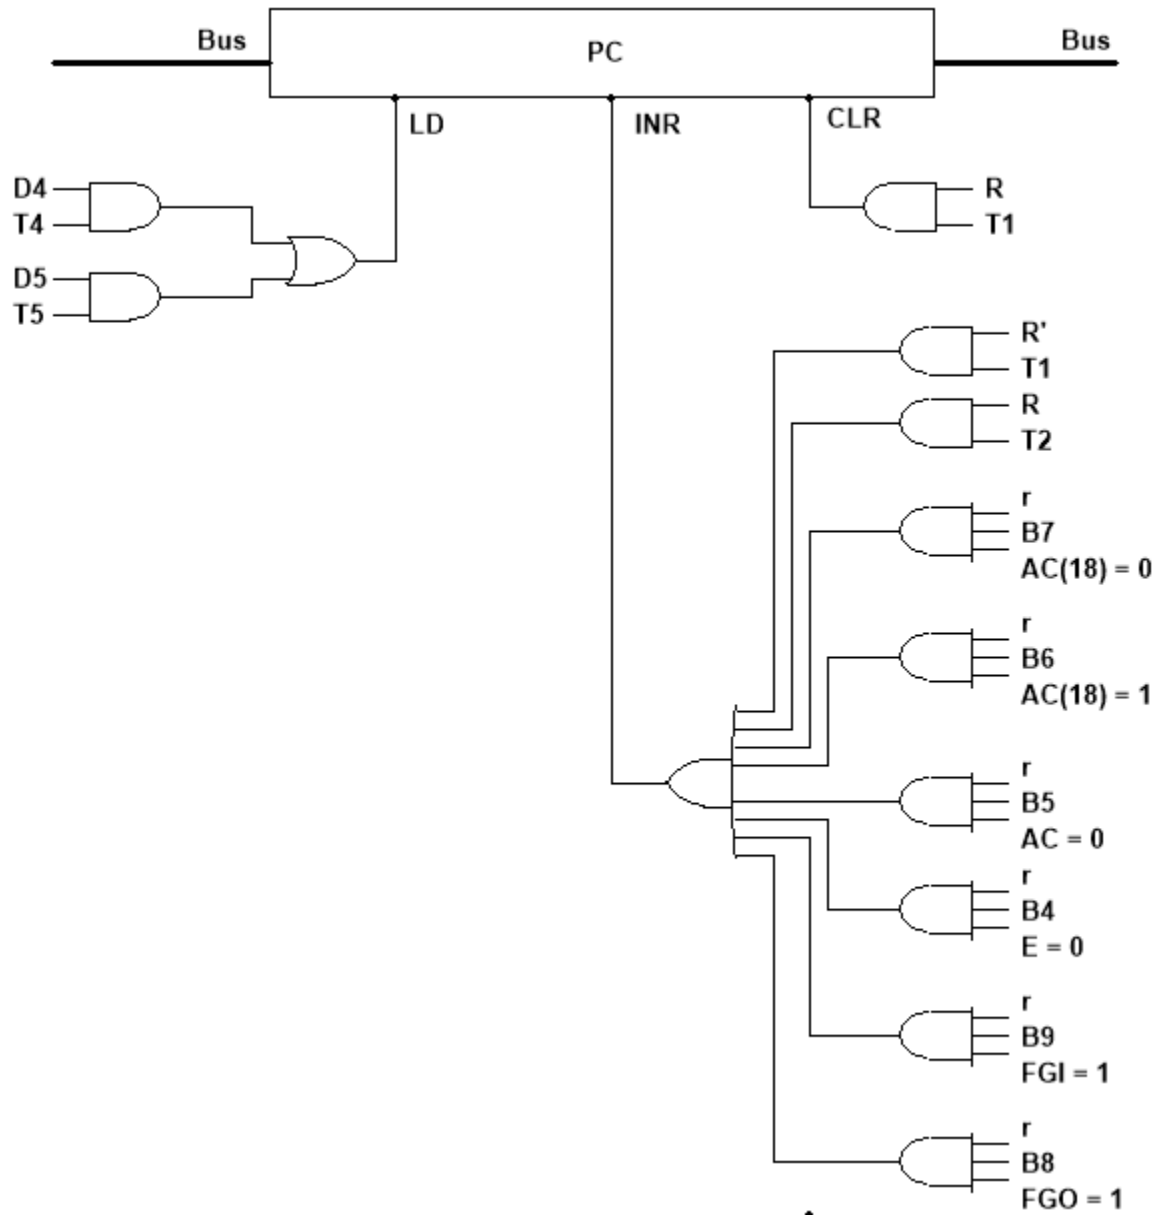 Bus
PC
Bus
LD
INR
CLR
D4
T4
D5
T5
R
T1
R'
T1
R
T2
r
B7
AC(18) = 0
r
B6
AC(18) = 1
r
B5
AC = 0
r
B4
E = 0
r
B9
FGI = 1
r
B8
FGO = 1